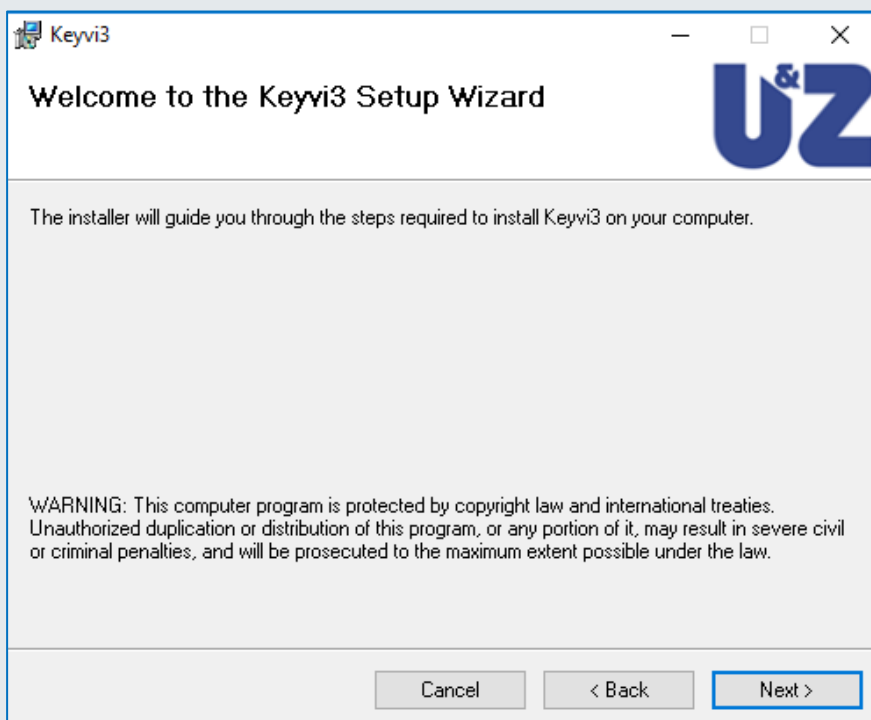 Keyvi3
Welcome to the Keyvi3 Setup Wizard
U&Z
The installer will guide you through the steps required to install Keyvi3 on your computer.
WARNING: This computer program is protected by copyright law and international treaties.
Unauthorized duplication or distribution of this program, or any portion of it, may result in severe civil
or criminal penalties, and will be prosecuted to the maximum extent possible under the law.
Cancel
< Back
Next >